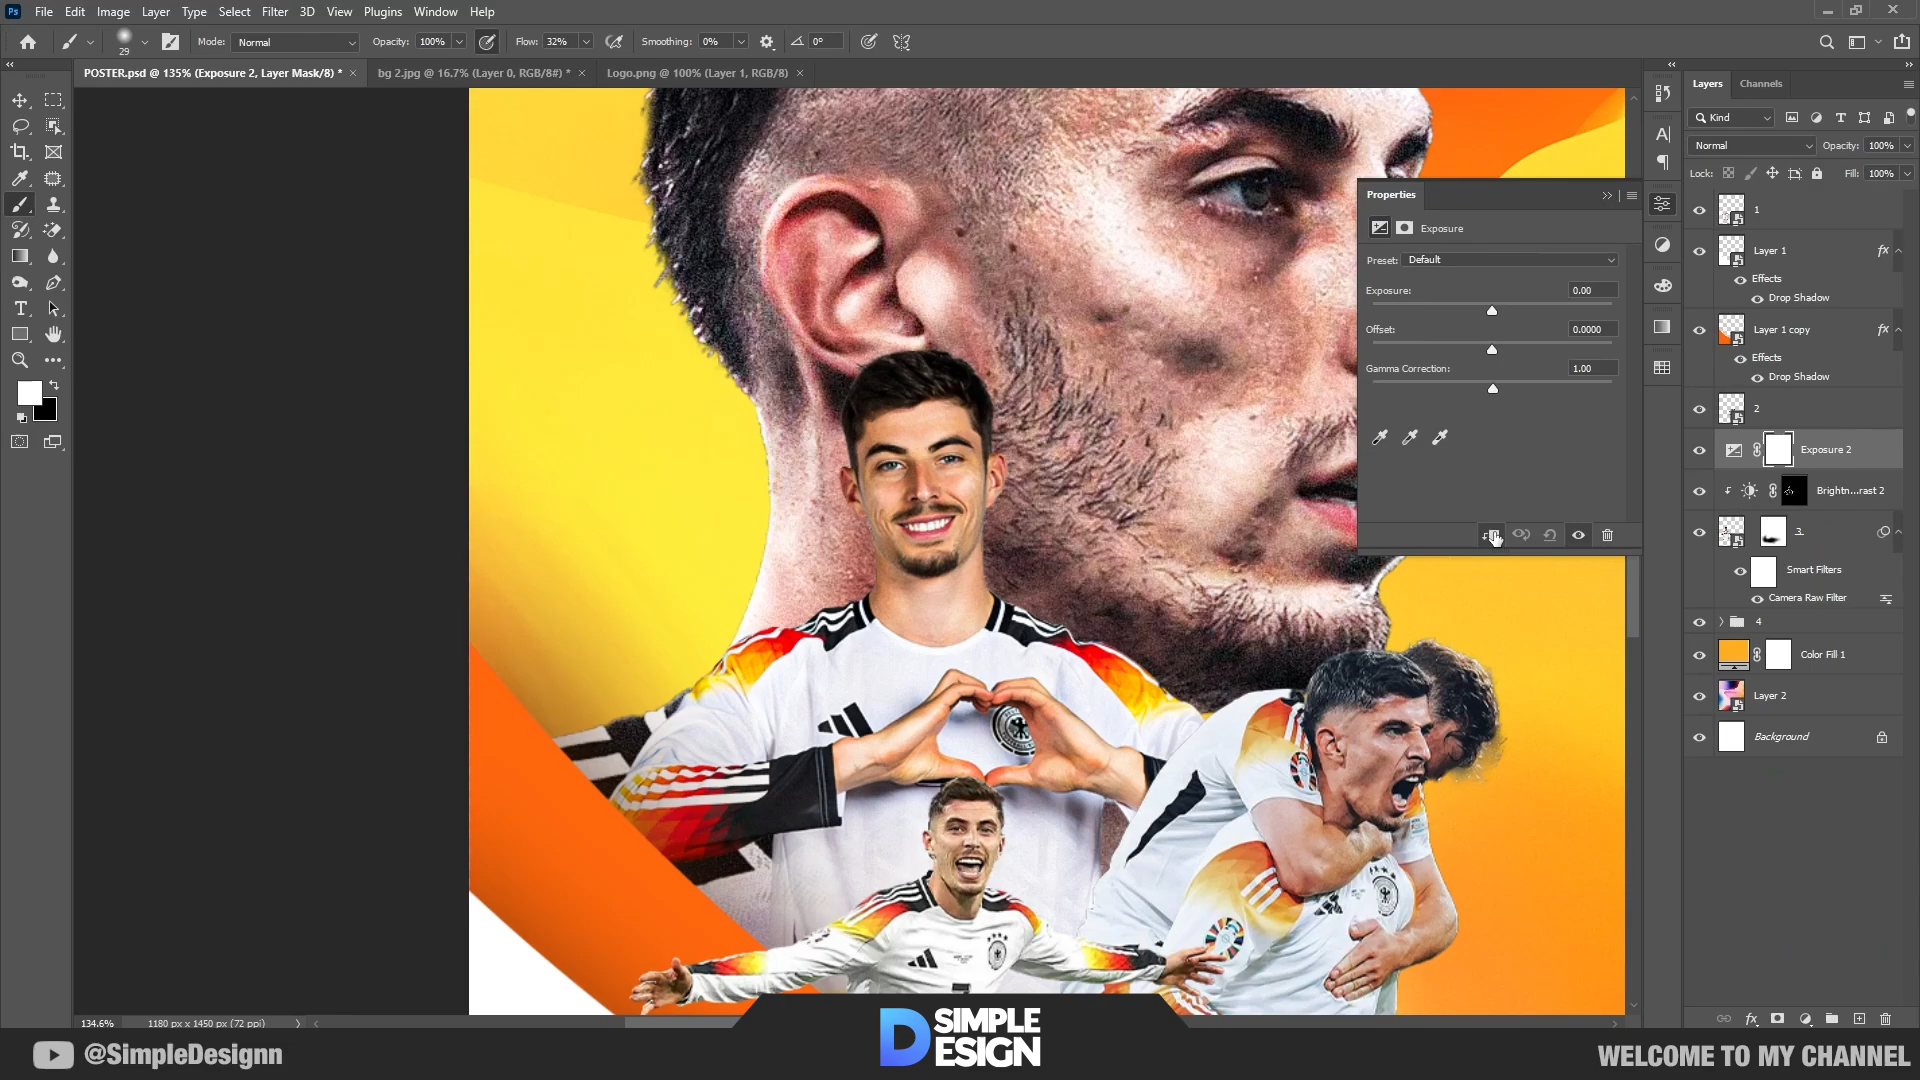 Ps File Edit Image Layer Type Select Filter 3D View Plugins Window Help
29 Mode: Normal Opacity: 100% Flow: 32% Smoothing: 0% 0°
POSTER.psd @ 135% (Exposure 2, Layer Mask/8) * × bg 2.jpg @ 16.7% (Layer 0, RGB/8#) * × Logo.png @ 100% (Layer 1, RGB/8) ×
Layers Channels
Kind
Normal Opacity: 100%
Lock: Fill: 100%
1
Layer 1 fx
Effects
Drop Shadow
Layer 1 copy fx
Effects
Drop Shadow
2
Exposure 2
Brightn...rast 2
3
Smart Filters
Camera Raw Filter
4
Color Fill 1
Layer 2
Background
Properties
Exposure
Preset: Default
Exposure: 0.00
Offset: 0.0000
Gamma Correction: 1.00
134.6% 1180 px x 1450 px (72 ppi)
@SimpleDesignn
SIMPLE
DESIGN
WELCOME TO MY CHANNEL